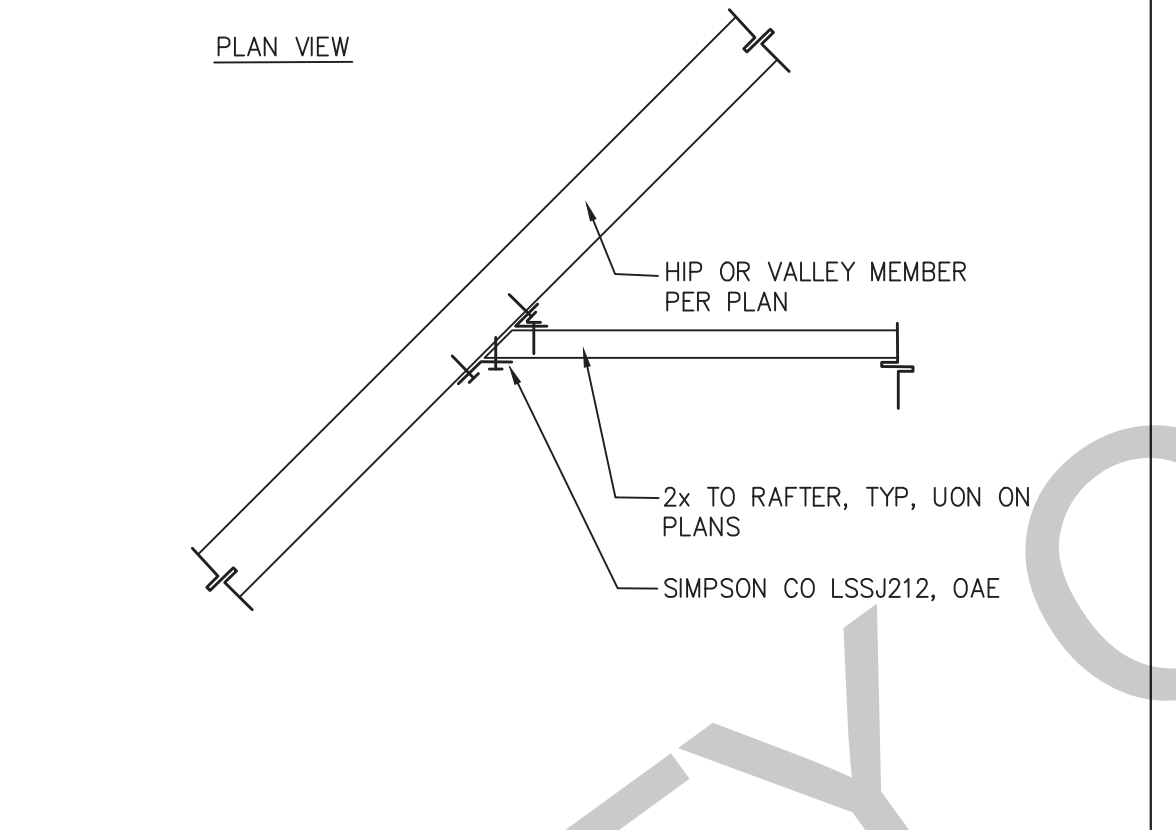 PLAN VIEW
HIP OR VALLEY MEMBER
PER PLAN
2x TO RAFTER, TYP, UON ON
PLANS
SIMPSON CO LSSJ212, OAE